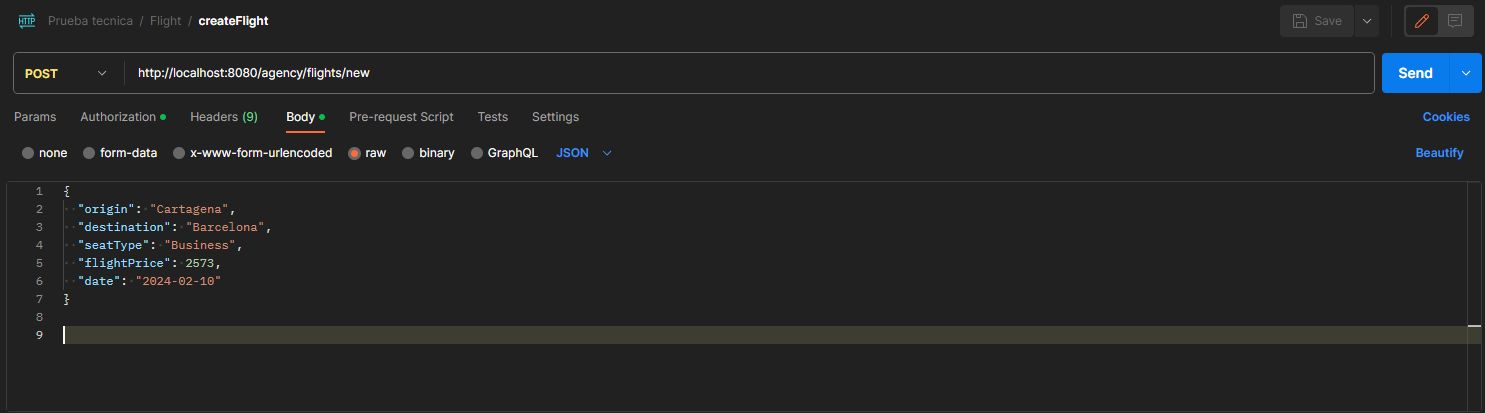 HTTP Prueba tecnica / Flight / createFlight Save
POST http://localhost:8080/agency/flights/new Send
Params Authorization Headers (9) Body Pre-request Script Tests Settings Cookies
none form-data x-www-form-urlencoded raw binary GraphQL JSON Beautify
1 {
2 "origin": "Cartagena",
3 "destination": "Barcelona",
4 "seatType": "Business",
5 "flightPrice": 2573,
6 "date": "2024-02-10"
7 }
8
9